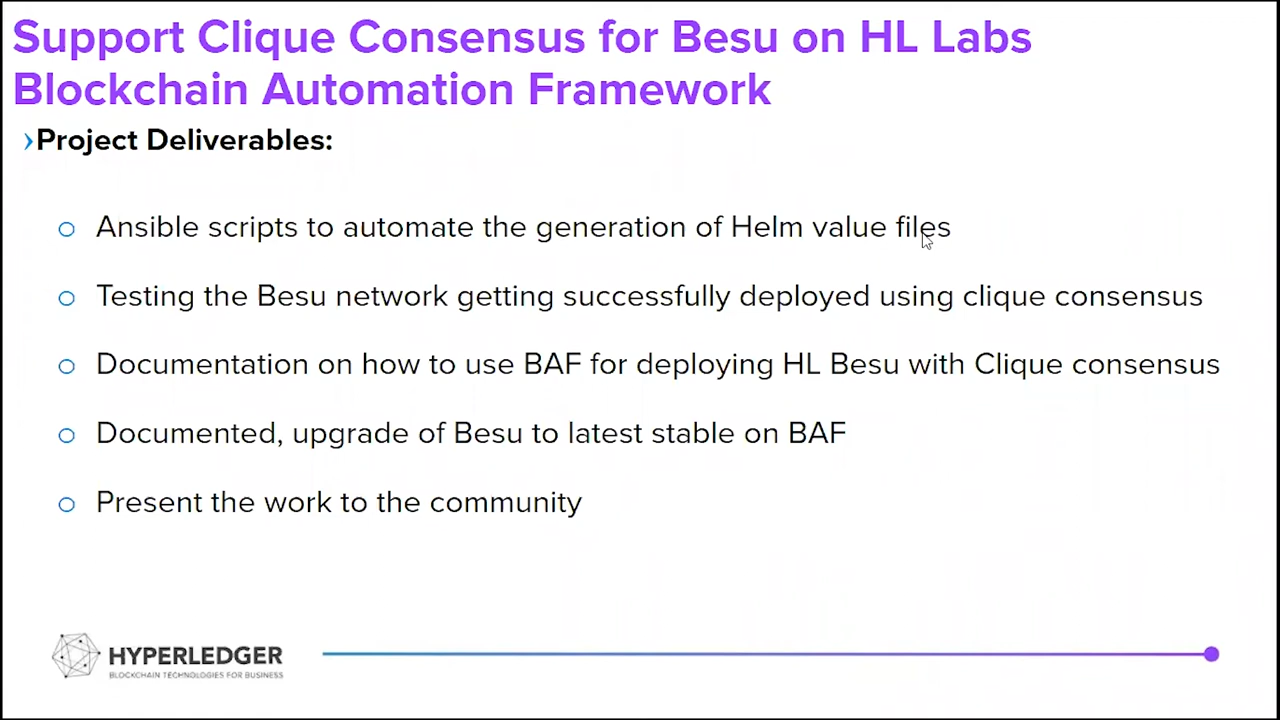 Support Clique Consensus for Besu on HL Labs
Blockchain Automation Framework
›Project Deliverables:
Ansible scripts to automate the generation of Helm value files
Testing the Besu network getting successfully deployed using clique consensus
Documentation on how to use BAF for deploying HL Besu with Clique consensus
Documented, upgrade of Besu to latest stable on BAF
Present the work to the community
HYPERLEDGER
BLOCKCHAIN TECHNOLOGIES FOR BUSINESS